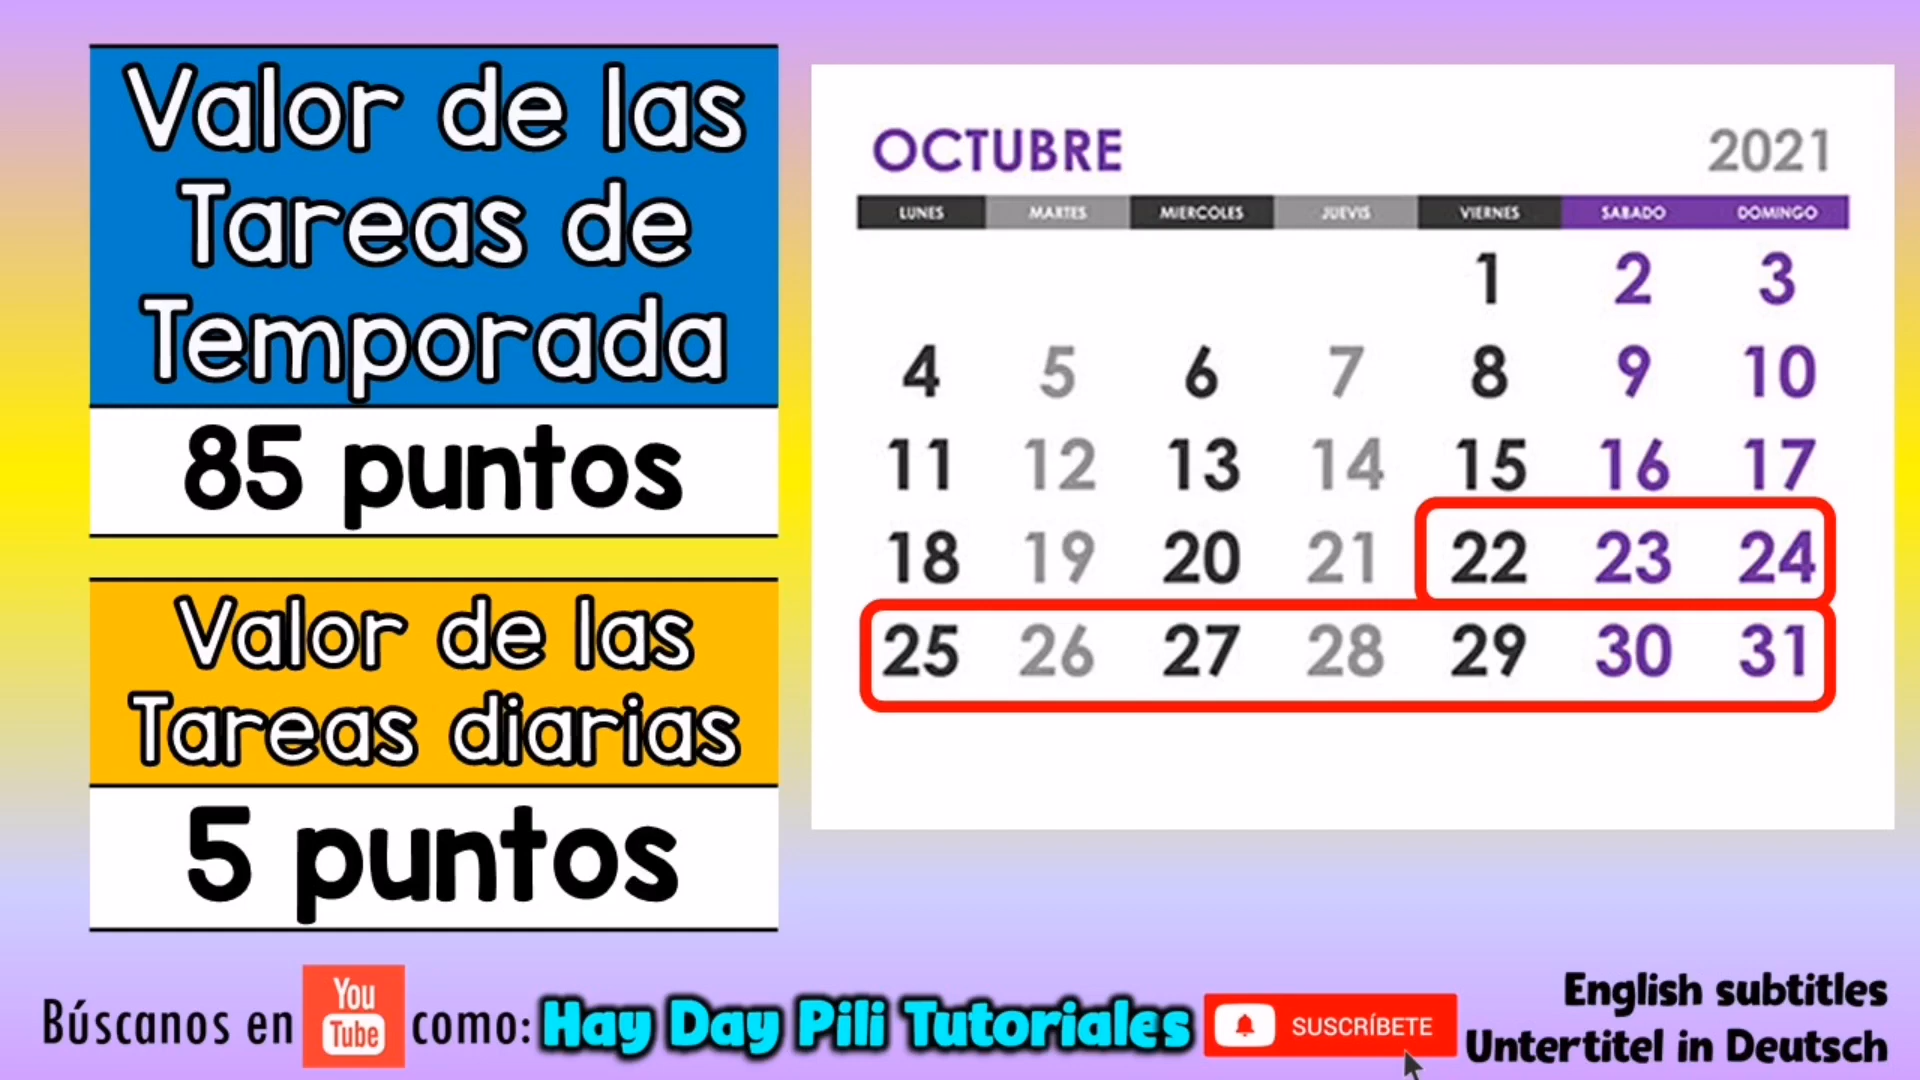 Valor de las
Tareas de
Temporada
85 puntos
Valor de las
Tareas diarias
5 puntos
OCTUBRE 2021
LUNES MARTES MIERCOLES JUEVIS VIERNES SABADO DOMINGO
1 2 3
4 5 6 7 8 9 10
11 12 13 14 15 16 17
18 19 20 21 22 23 24
25 26 27 28 29 30 31
Búscanos en You Tube como: Hay Day Pili Tutoriales SUSCRÍBETE
English subtitles
Untertitel in Deutsch